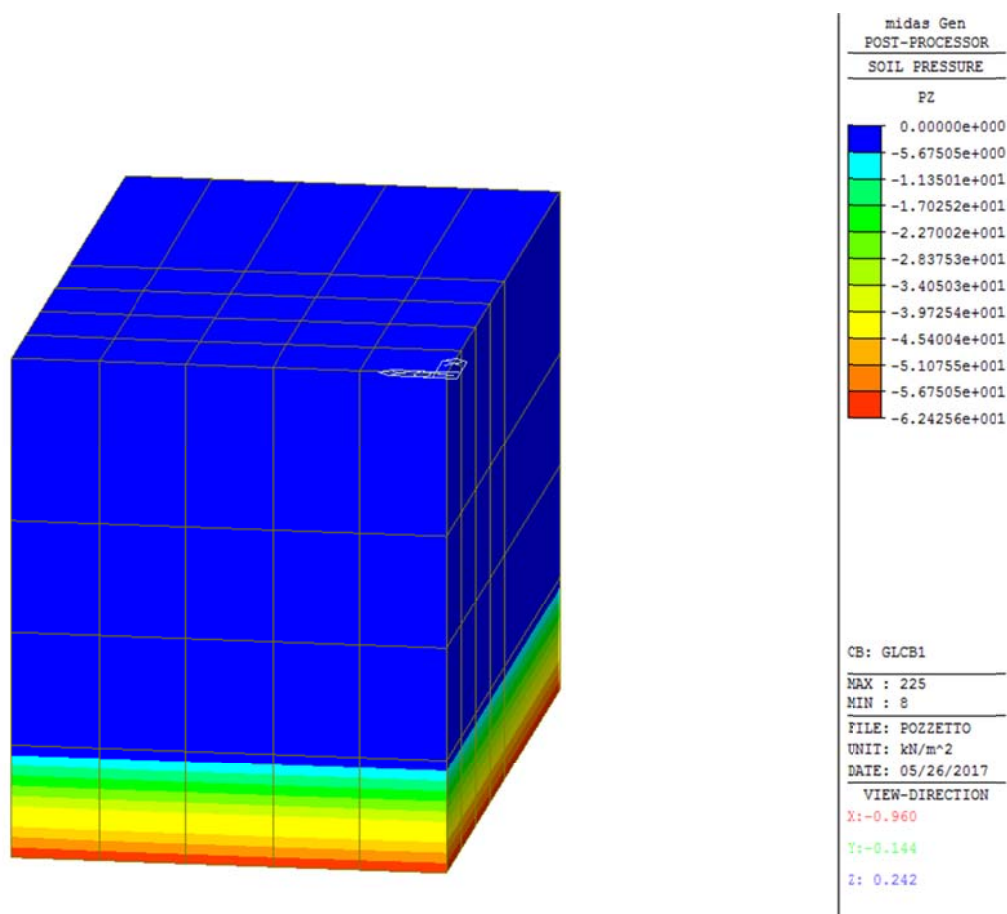 midas Gen
POST-PROCESSOR
SOIL PRESSURE
PZ
0.00000e+000
-5.67505e+000
-1.13501e+001
-1.70252e+001
-2.27002e+001
-2.83753e+001
-3.40503e+001
-3.97254e+001
-4.54004e+001
-5.10755e+001
-5.67505e+001
-6.24256e+001
CB: GLCB1
MAX : 225
MIN : 8
FILE: POZZETTO
UNIT: kN/m^2
DATE: 05/26/2017
VIEW-DIRECTION
X:-0.960
Y:-0.144
Z: 0.242